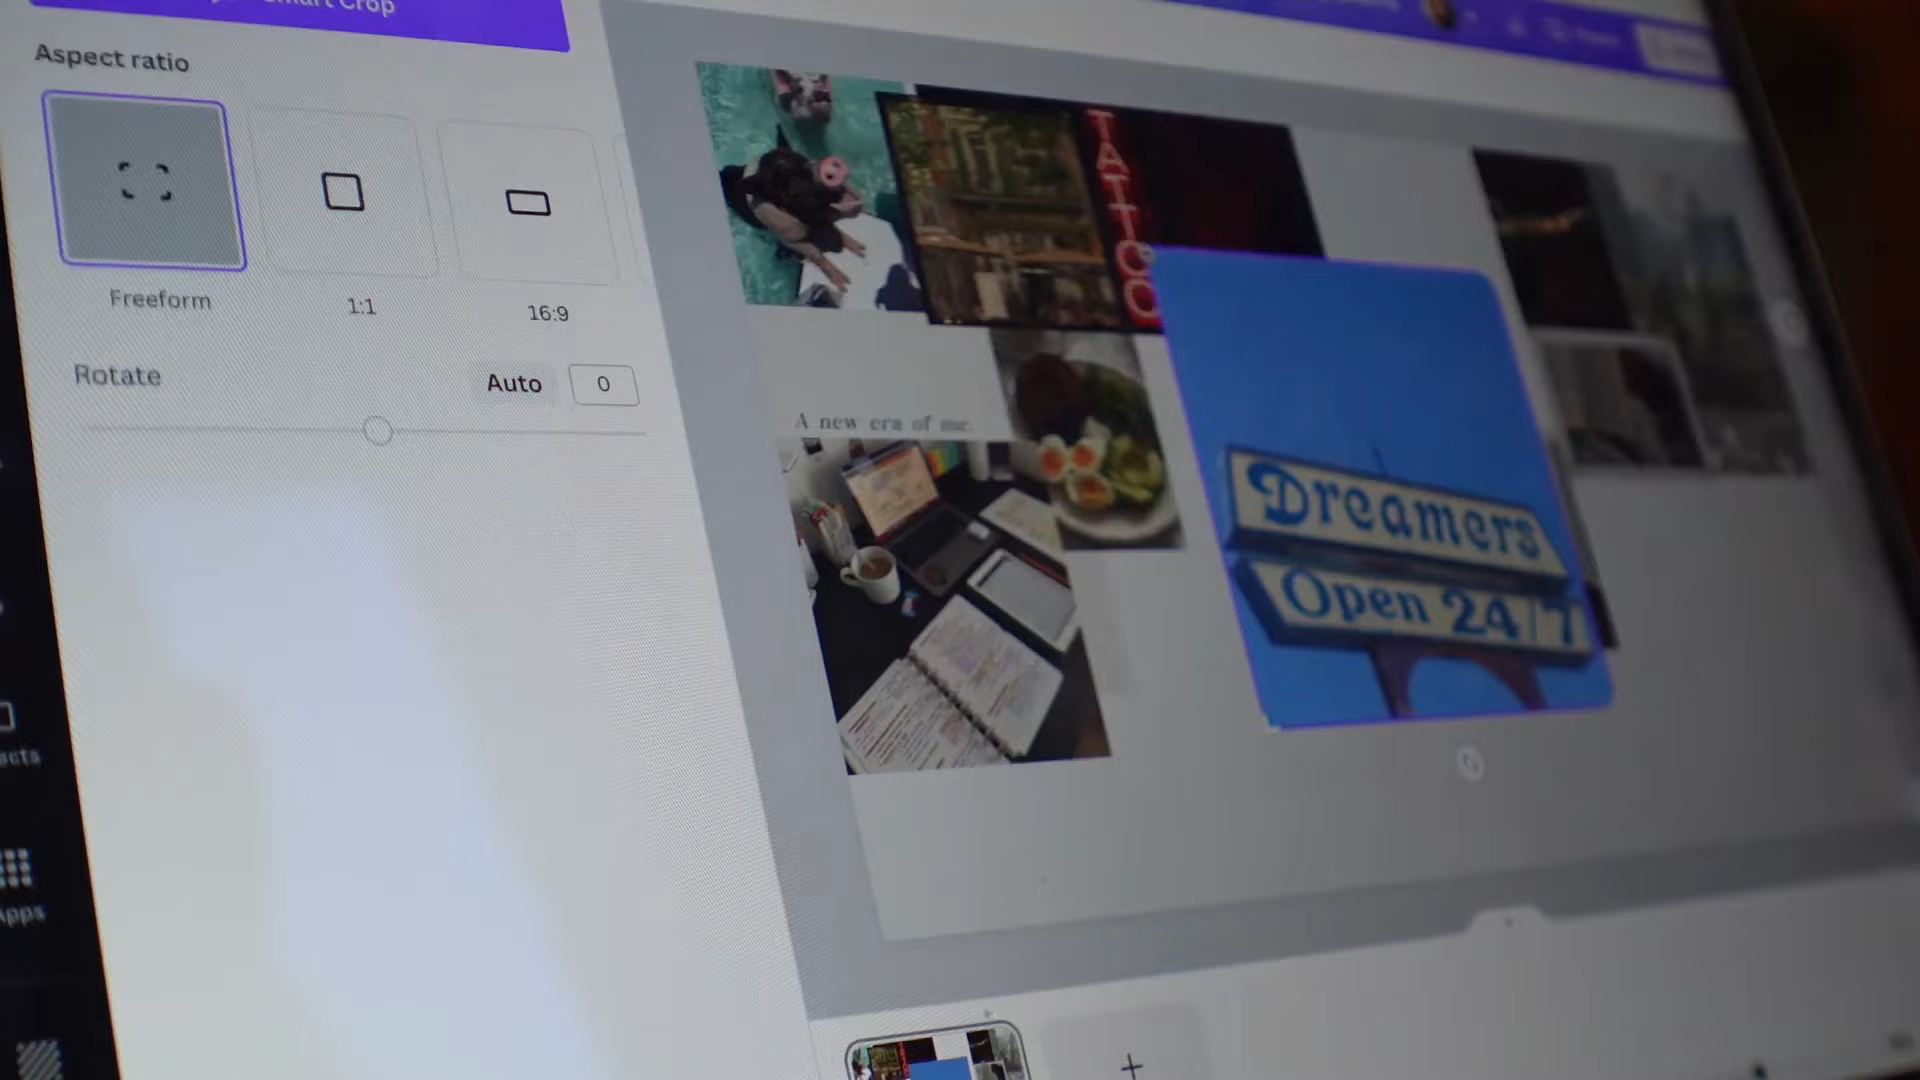 Smart Crop
Aspect ratio
Freeform
1:1
16:9
Rotate
Auto
0
Apps
TATTOO
A new era of me.
Dreamers
Open 24/7